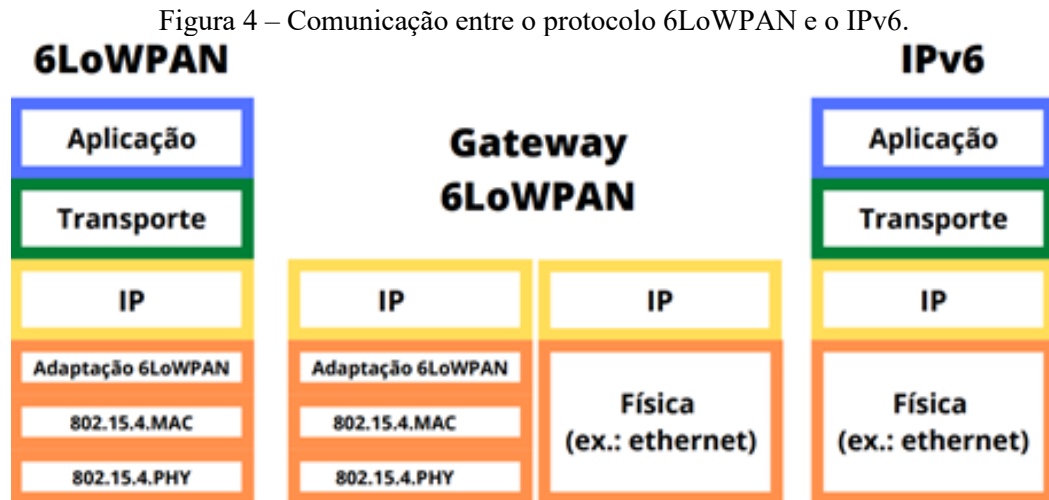 Figura 4 – Comunicação entre o protocolo 6LoWPAN e o IPv6.
6LoWPAN
Aplicação
Transporte
IP
Adaptação 6LoWPAN
802.15.4.MAC
802.15.4.PHY
Gateway
6LoWPAN
IP
Adaptação 6LoWPAN
802.15.4.MAC
802.15.4.PHY
IP
Física
(ex.: ethernet)
IPv6
Aplicação
Transporte
IP
Física
(ex.: ethernet)